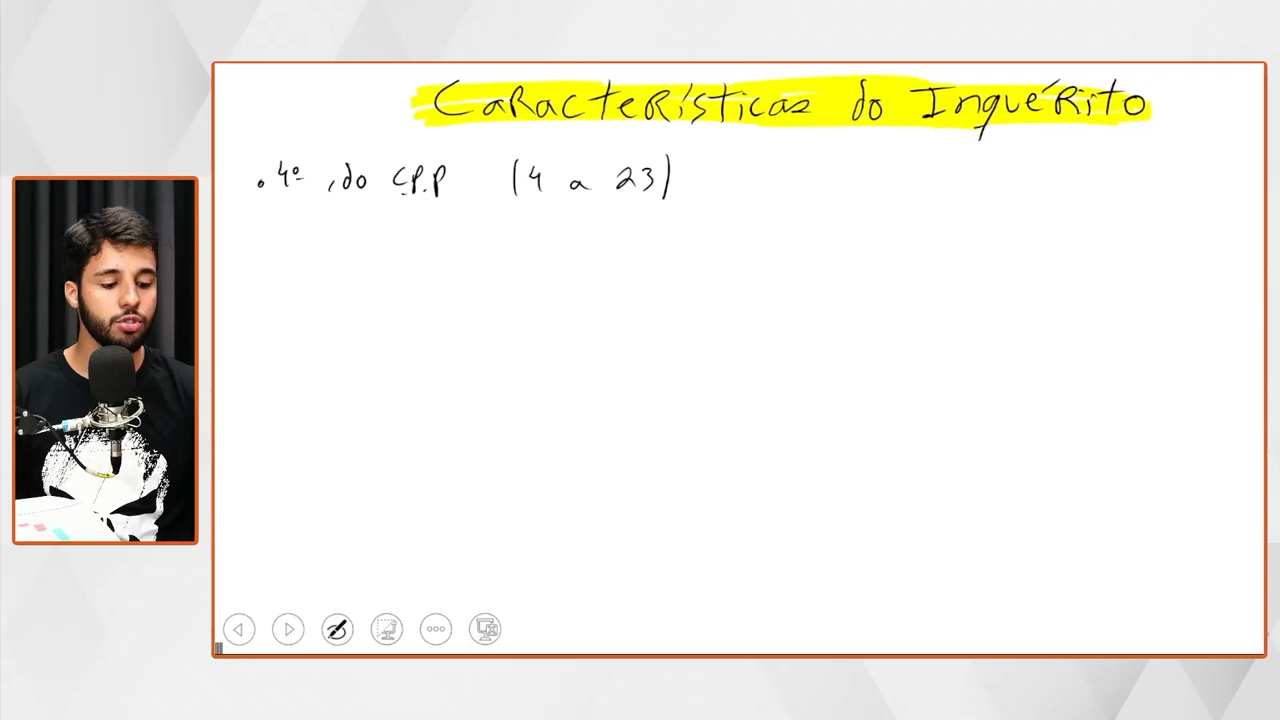 Características do Inquérito
. 4º , do C.P.P (4 a 23)